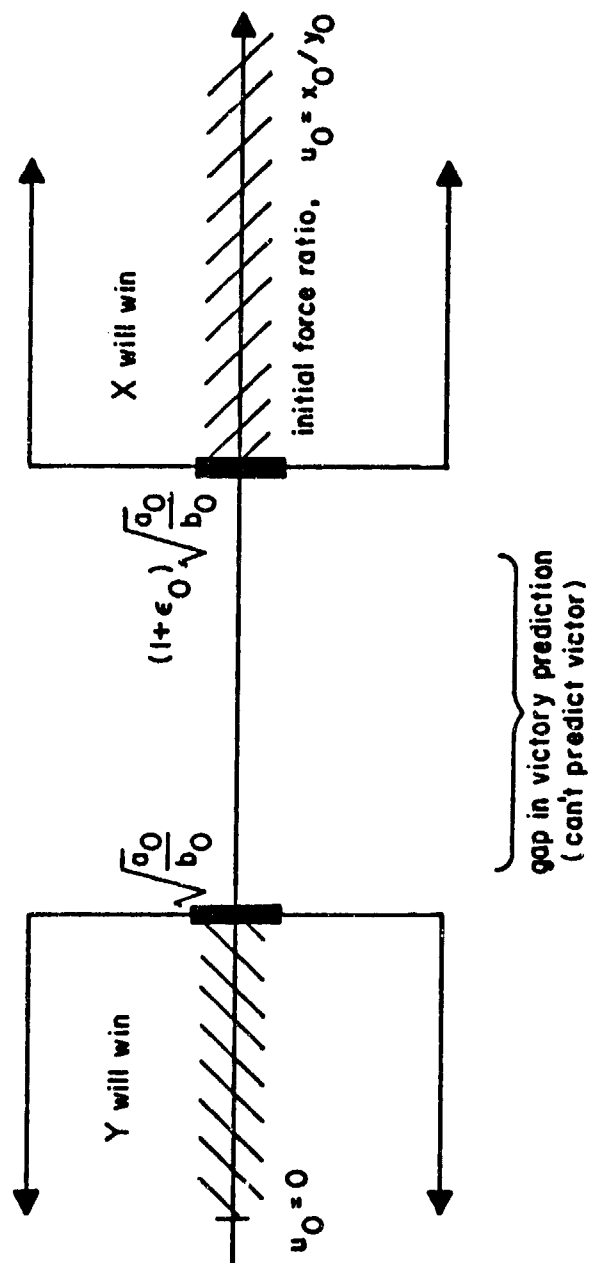 Y will win
X will win
√a₀/b₀
(1+ϵ₀)√a₀/b₀
u₀ = 0
initial force ratio, u₀ = x₀/y₀
gap in victory prediction
(can't predict victor)